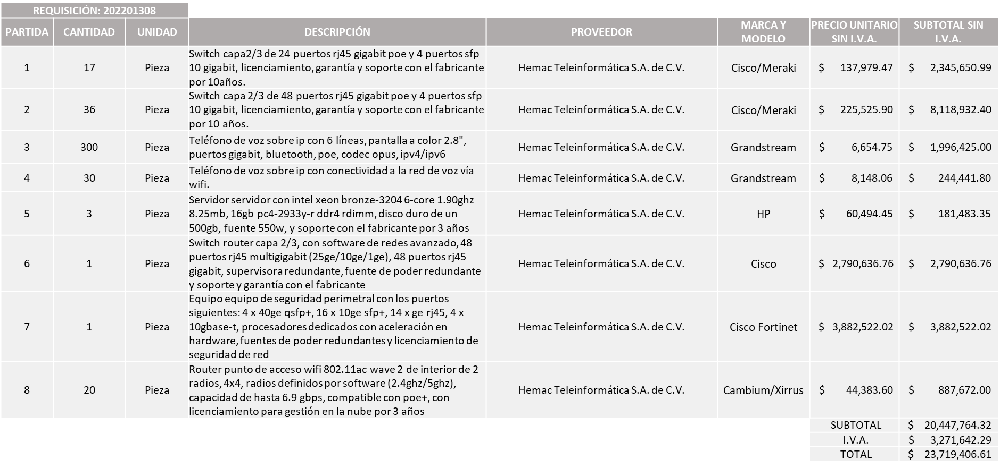 REQUISICIÓN: 202201308
PARTIDA CANTIDAD UNIDAD DESCRIPCIÓN PROVEEDOR MARCA Y MODELO PRECIO UNITARIO SIN I.V.A. SUBTOTAL SIN I.V.A.
1 17 Pieza
Switch capa2/3 de 24 puertos rj45 gigabit poe y 4 puertos sfp
10 gigabit, licenciamiento, garantía y soporte con el fabricante
por 10años.
Hemac Teleinformática S.A. de C.V. Cisco/Meraki $ 137,979.47 $ 2,345,650.99
2 36 Pieza
Switch capa 2/3 de 48 puertos rj45 gigabit poe y 4 puertos sfp
10 gigabit, licenciamiento, garantía y soporte con el fabricante
por 10 años.
Hemac Teleinformática S.A. de C.V. Cisco/Meraki $ 225,525.90 $ 8,118,932.40
3 300 Pieza
Teléfono de voz sobre ip con 6 líneas, pantalla a color 2.8",
puertos gigabit, bluetooth, poe, codec opus, ipv4/ipv6
Hemac Teleinformática S.A. de C.V. Grandstream $ 6,654.75 $ 1,996,425.00
4 30 Pieza
Teléfono de voz sobre ip con conectividad a la red de voz vía
wifi.
Hemac Teleinformática S.A. de C.V. Grandstream $ 8,148.06 $ 244,441.80
5 3 Pieza
Servidor servidor con intel xeon bronze-3204 6-core 1.90ghz
8.25mb, 16gb pc4-2933y-r ddr4 rdimm, disco duro de un
500gb, fuente 550w, y soporte con el fabricante por 3 años
Hemac Teleinformática S.A. de C.V. HP $ 60,494.45 $ 181,483.35
6 1 Pieza
Switch router capa 2/3, con software de redes avanzado, 48
puertos rj45 multigigabit (25ge/10ge/1ge), 48 puertos rj45
gigabit, supervisora redundante, fuente de poder redundante
y soporte y garantía con el fabricante
Hemac Teleinformática S.A. de C.V. Cisco $ 2,790,636.76 $ 2,790,636.76
7 1 Pieza
Equipo equipo de seguridad perimetral con los puertos
siguientes: 4 x 40ge qsfp+, 16 x 10ge sfp+, 14 x ge rj45, 4 x
10gbase-t, procesadores dedicados con aceleración en
hardware, fuentes de poder redundantes y licenciamiento de
seguridad de red
Hemac Teleinformática S.A. de C.V. Cisco Fortinet $ 3,882,522.02 $ 3,882,522.02
8 20 Pieza
Router punto de acceso wifi 802.11ac wave 2 de interior de 2
radios, 4x4, radios definidos por software (2.4ghz/5ghz),
capacidad de hasta 6.9 gbps, compatible con poe+, con
licenciamiento para gestión en la nube por 3 años
Hemac Teleinformática S.A. de C.V. Cambium/Xirrus $ 44,383.60 $ 887,672.00
SUBTOTAL $ 20,447,764.32
I.V.A. $ 3,271,642.29
TOTAL $ 23,719,406.61